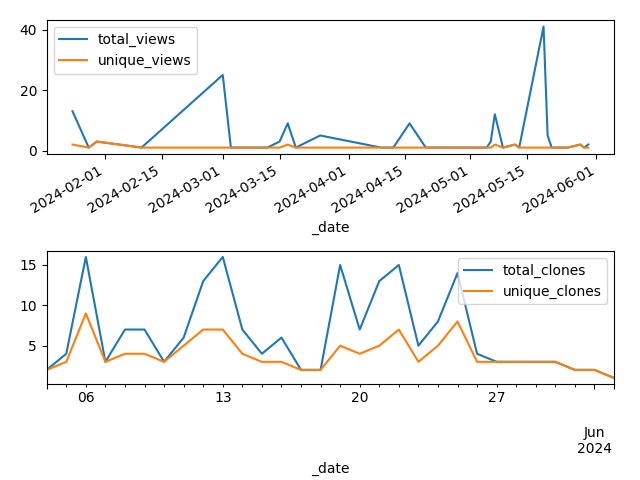 40
20
0
total_views
unique_views
2024-02-01
2024-02-15
2024-03-01
2024-03-15
2024-04-01
2024-04-15
2024-05-01
2024-05-15
2024-06-01
_date
15
10
5
total_clones
unique_clones
06
13
20
27
Jun
2024
_date